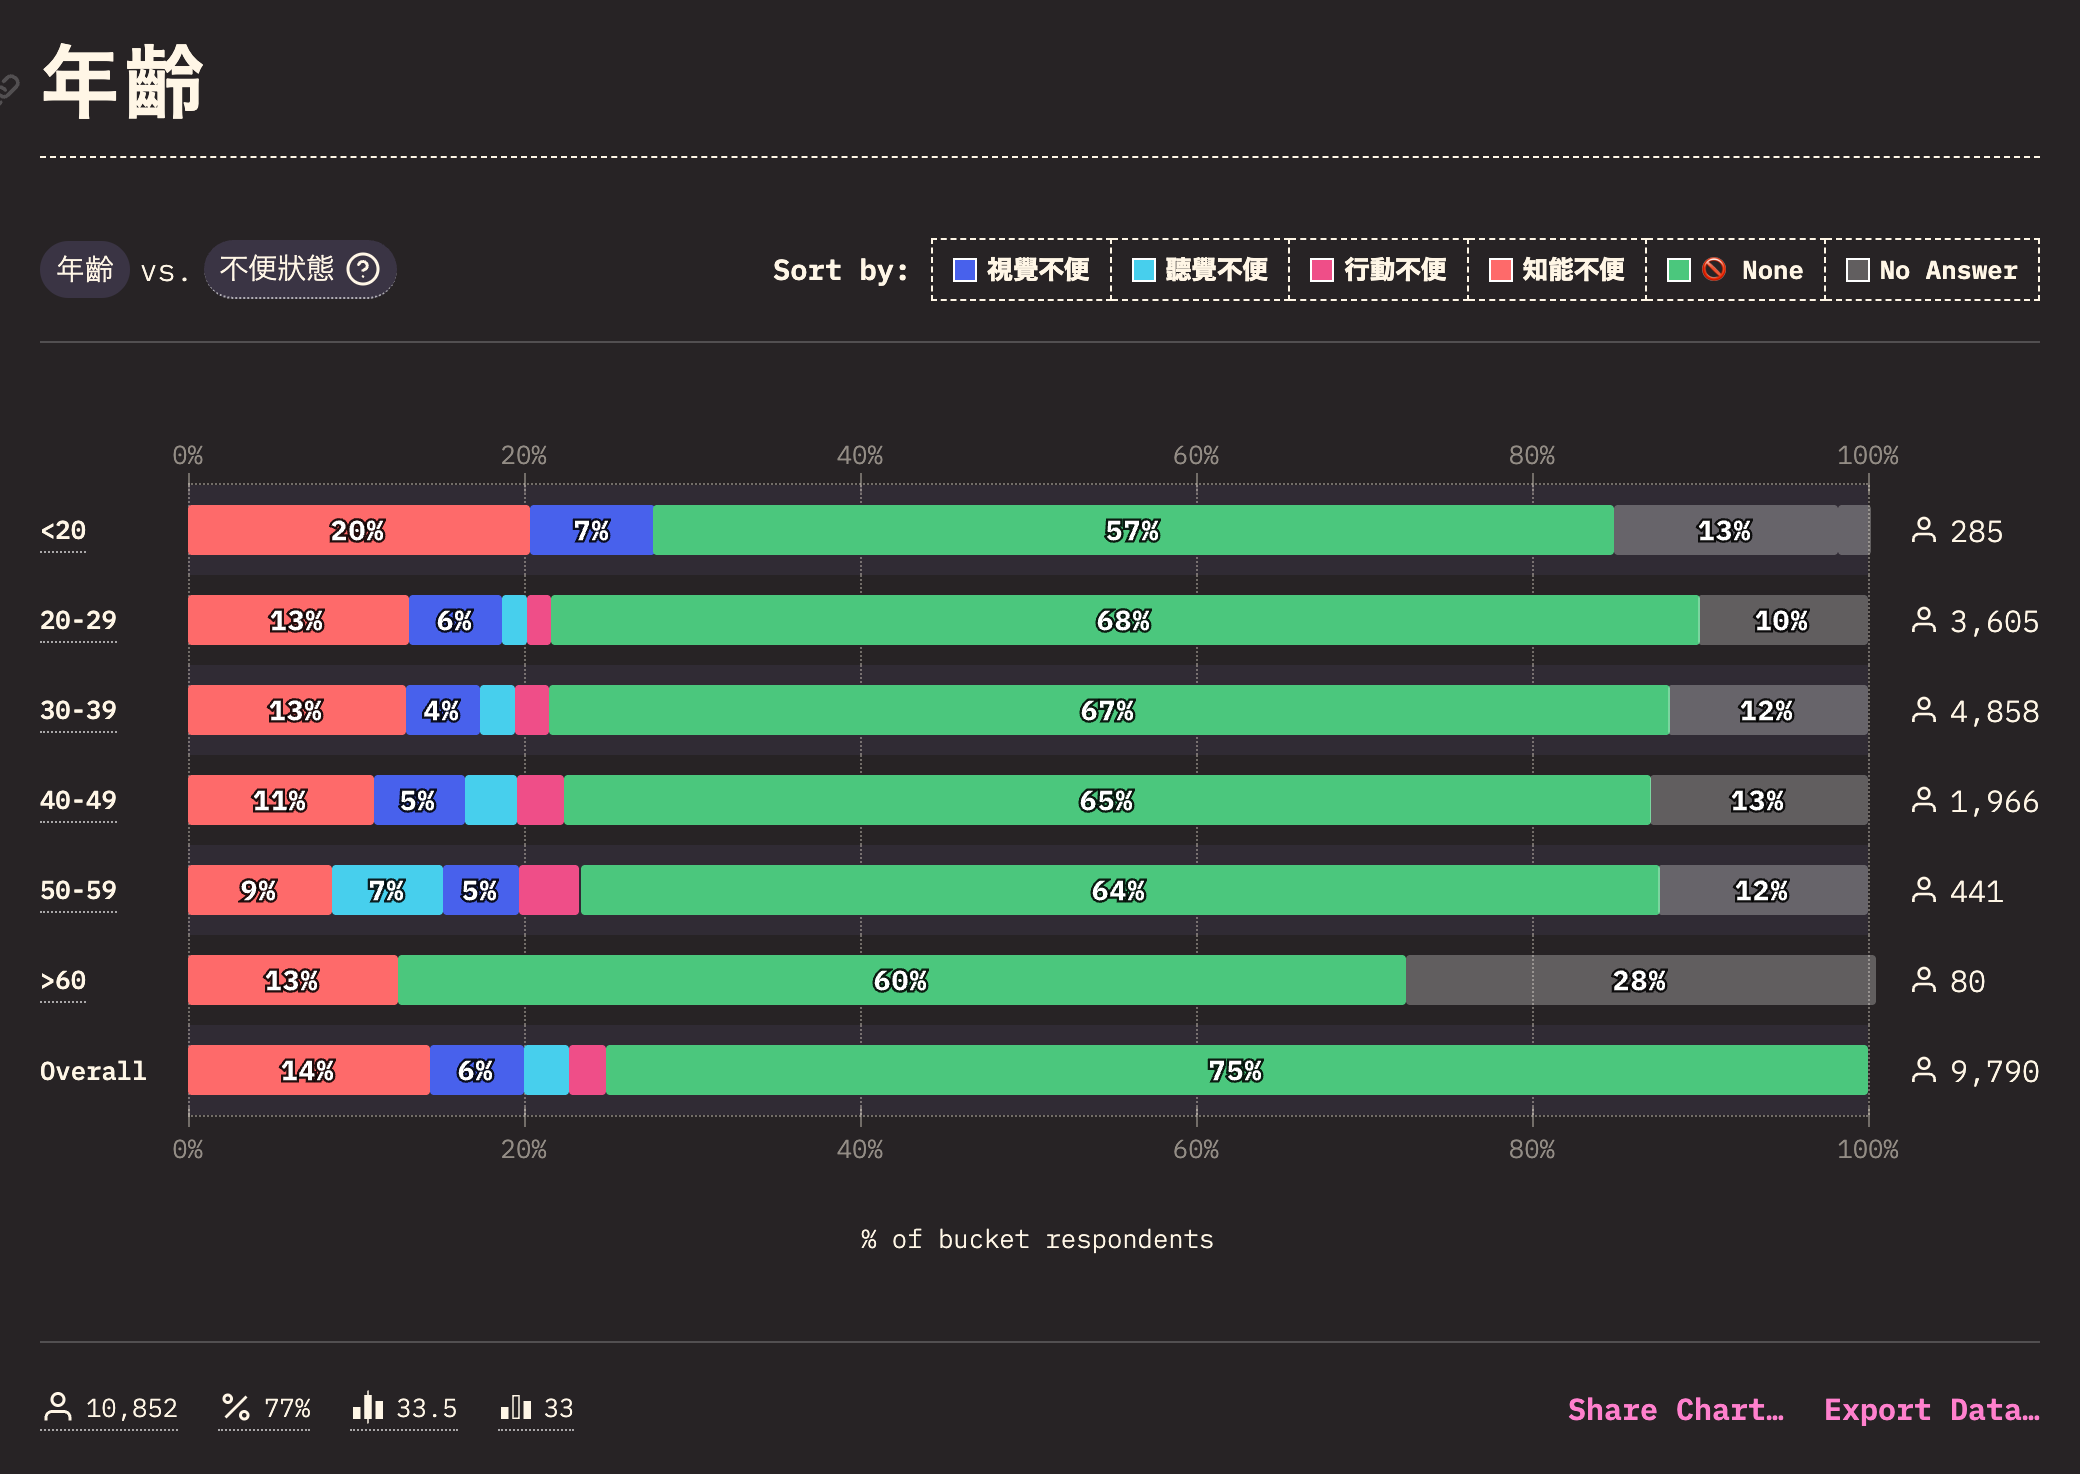 年齡
年齡 vs. 不便狀態
Sort by: 視覺不便 聽覺不便 行動不便 知能不便 🚫 None No Answer
0% 20% 40% 60% 80% 100%
<20 20% 7% 57% 13% 285
20-29 13% 6% 68% 10% 3,605
30-39 13% 4% 67% 12% 4,858
40-49 11% 5% 65% 13% 1,966
50-59 9% 7% 5% 64% 12% 441
>60 13% 60% 28% 80
Overall 14% 6% 75% 9,790
0% 20% 40% 60% 80% 100%
% of bucket respondents
10,852 77% 33.5 33 Share Chart… Export Data…